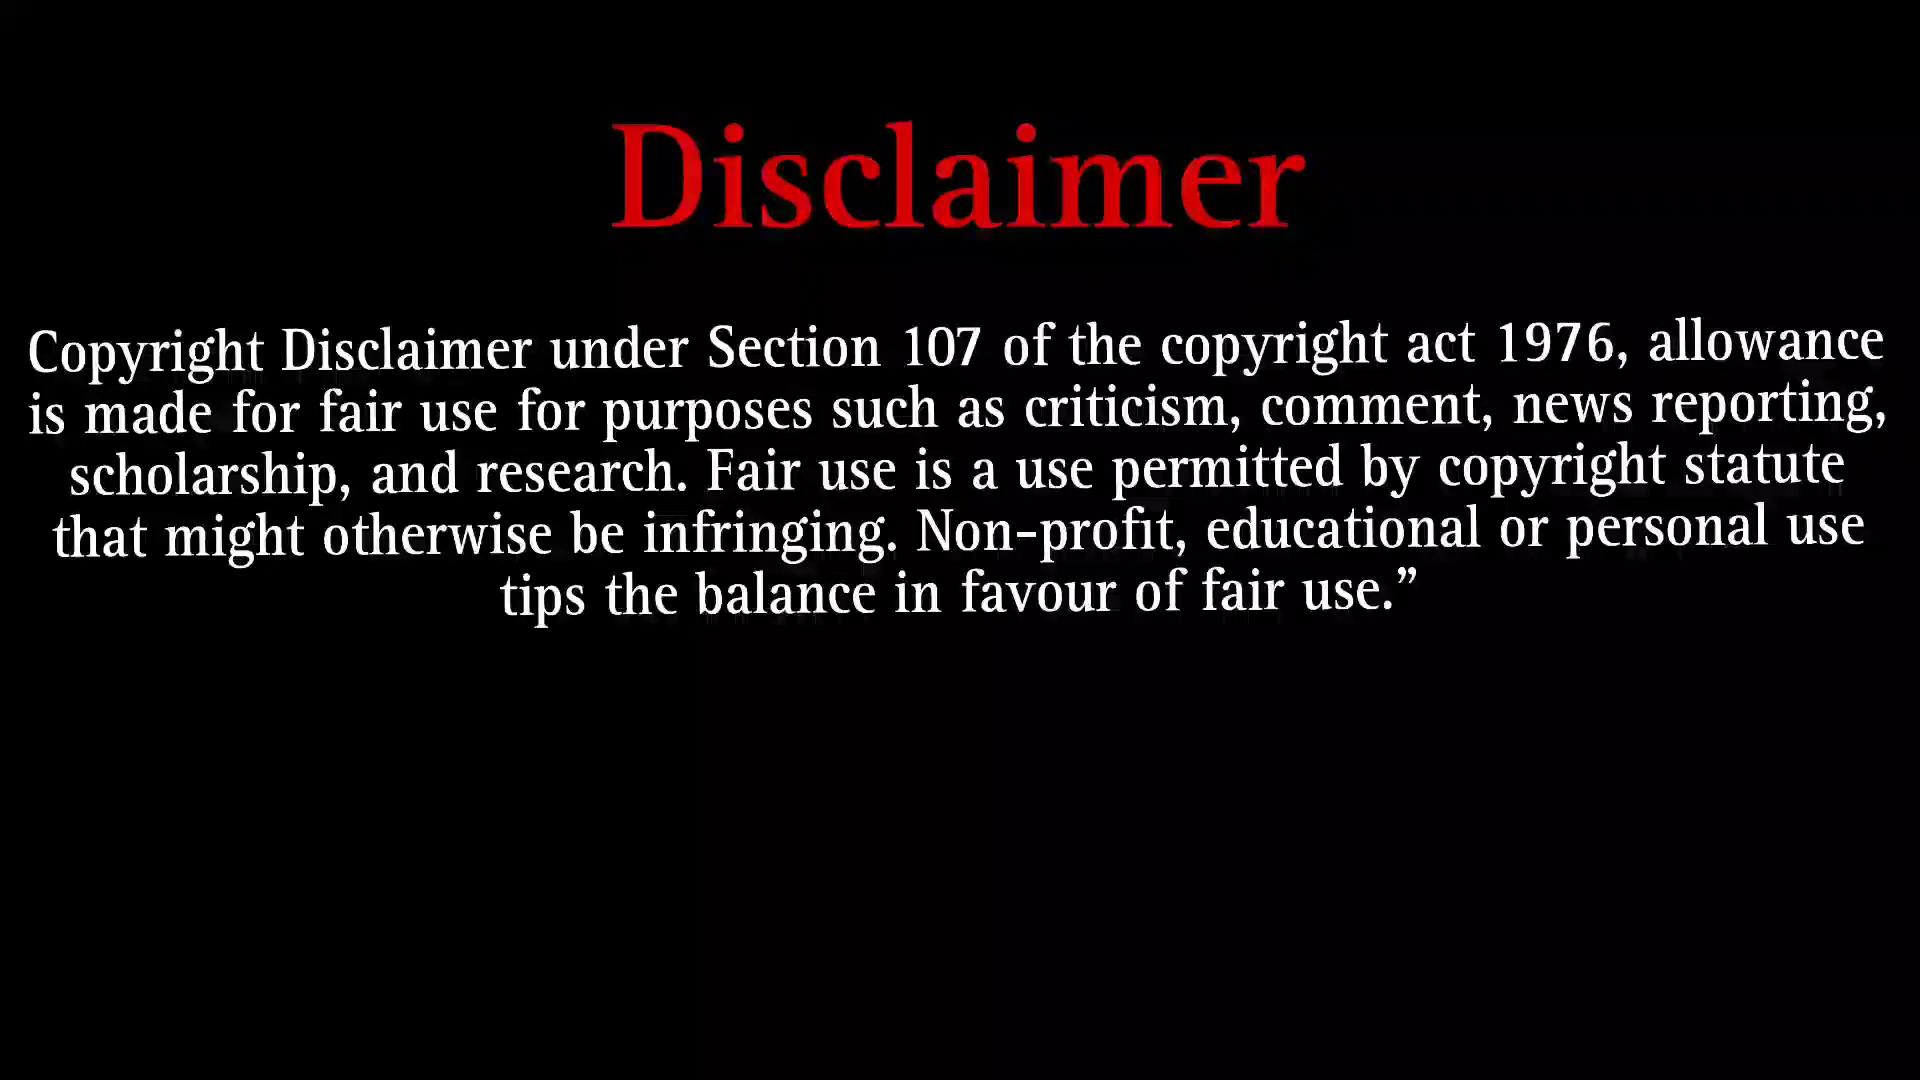 Disclaimer
Copyright Disclaimer under Section 107 of the copyright act 1976, allowance
is made for fair use for purposes such as criticism, comment, news reporting,
scholarship, and research. Fair use is a use permitted by copyright statute
that might otherwise be infringing. Non-profit, educational or personal use
tips the balance in favour of fair use.”